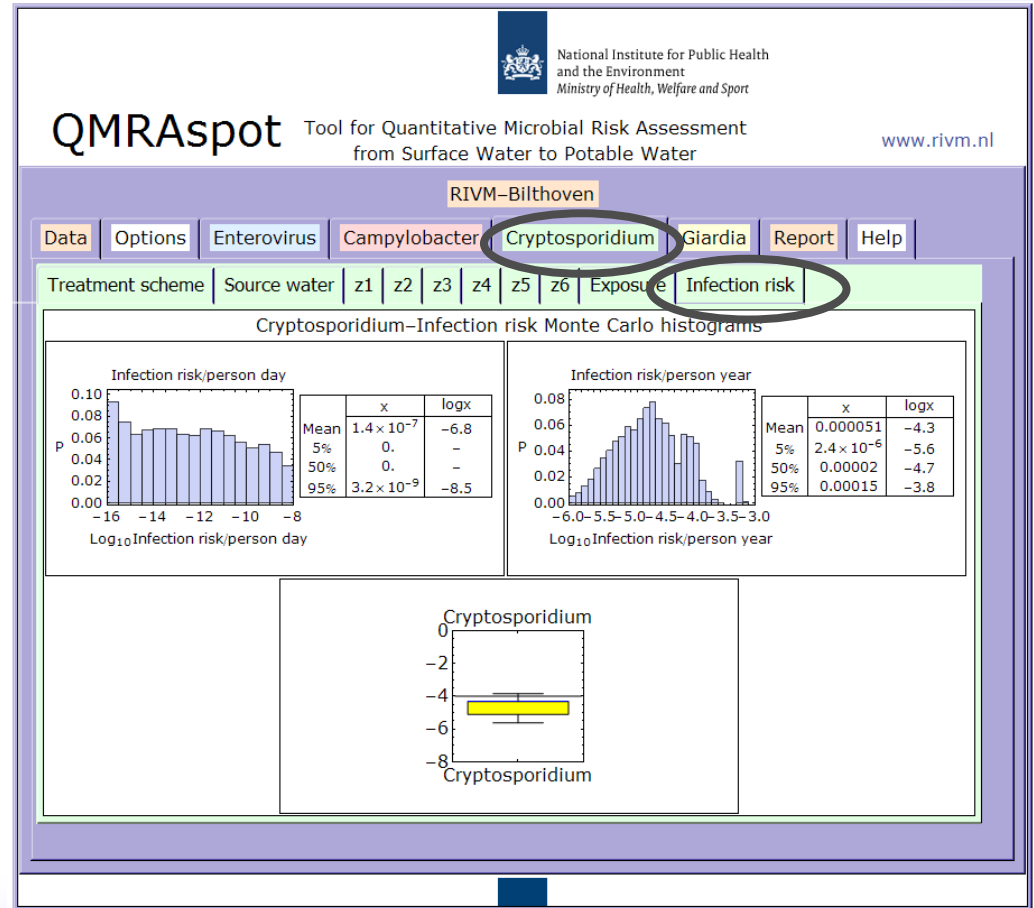 National Institute for Public Health
and the Environment
Ministry of Health, Welfare and Sport
QMRAspot
Tool for Quantitative Microbial Risk Assessment
from Surface Water to Potable Water
www.rivm.nl
RIVM–Bilthoven
Data Options Enterovirus Campylobacter Cryptosporidium Giardia Report Help
Treatment scheme Source water z1 z2 z3 z4 z5 z6 Exposure Infection risk
Cryptosporidium–Infection risk Monte Carlo histograms
Infection risk/person day
0.10
0.08
0.06
0.04
0.02
0.00
P
−16 −14 −12 −10 −8
Log₁₀Infection risk/person day
x logx
Mean 1.4×10⁻⁷ −6.8
5% 0. –
50% 0. –
95% 3.2×10⁻⁹ −8.5
Infection risk/person year
0.08
0.06
0.04
0.02
0.00
P
−6.0−5.5−5.0−4.5−4.0−3.5−3.0
Log₁₀Infection risk/person year
x logx
Mean 0.000051 −4.3
5% 2.4×10⁻⁶ −5.6
50% 0.00002 −4.7
95% 0.00015 −3.8
Cryptosporidium
0
−2
−4
−6
−8
Cryptosporidium